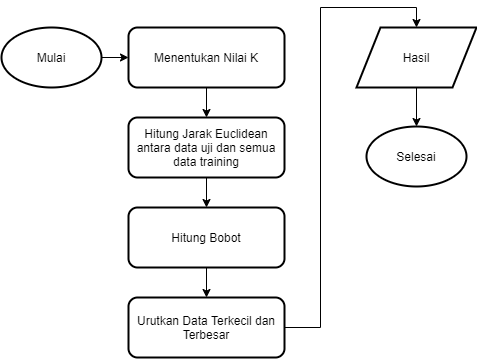 Mulai
Menentukan Nilai K
Hitung Jarak Euclidean
antara data uji dan semua
data training
Hitung Bobot
Urutkan Data Terkecil dan
Terbesar
Hasil
Selesai